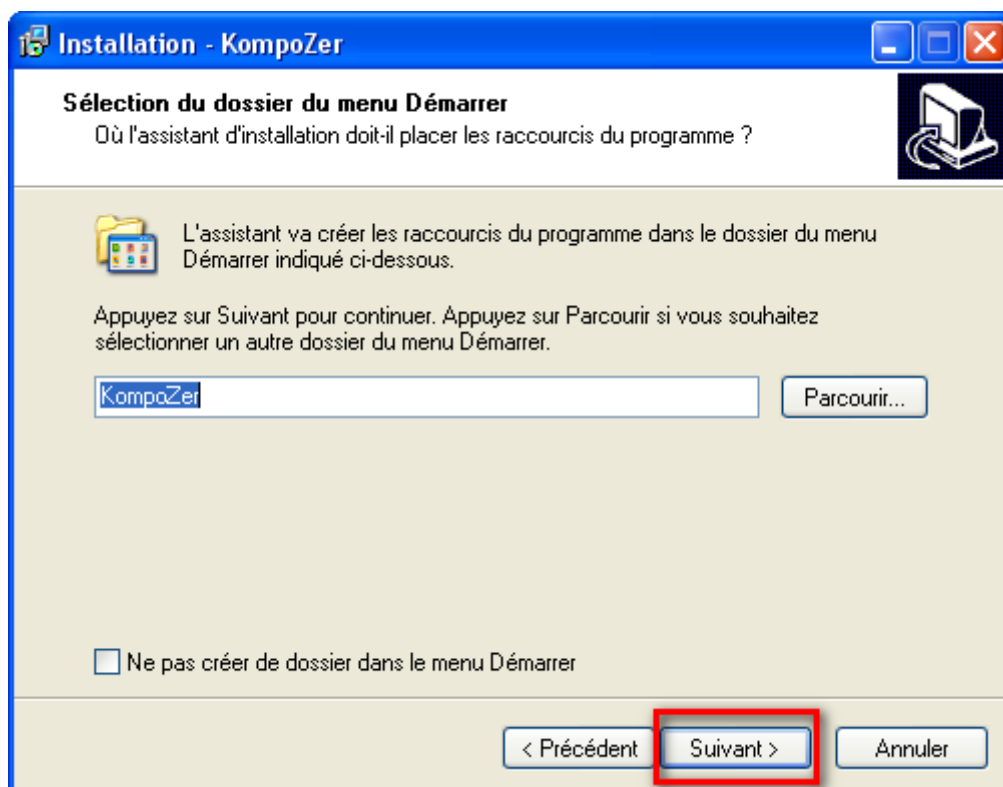 Installation - KompoZer
Sélection du dossier du menu Démarrer
Où l'assistant d'installation doit-il placer les raccourcis du programme ?
L'assistant va créer les raccourcis du programme dans le dossier du menu
Démarrer indiqué ci-dessous.
Appuyez sur Suivant pour continuer. Appuyez sur Parcourir si vous souhaitez
sélectionner un autre dossier du menu Démarrer.
KompoZer
Parcourir...
Ne pas créer de dossier dans le menu Démarrer
< Précédent
Suivant >
Annuler